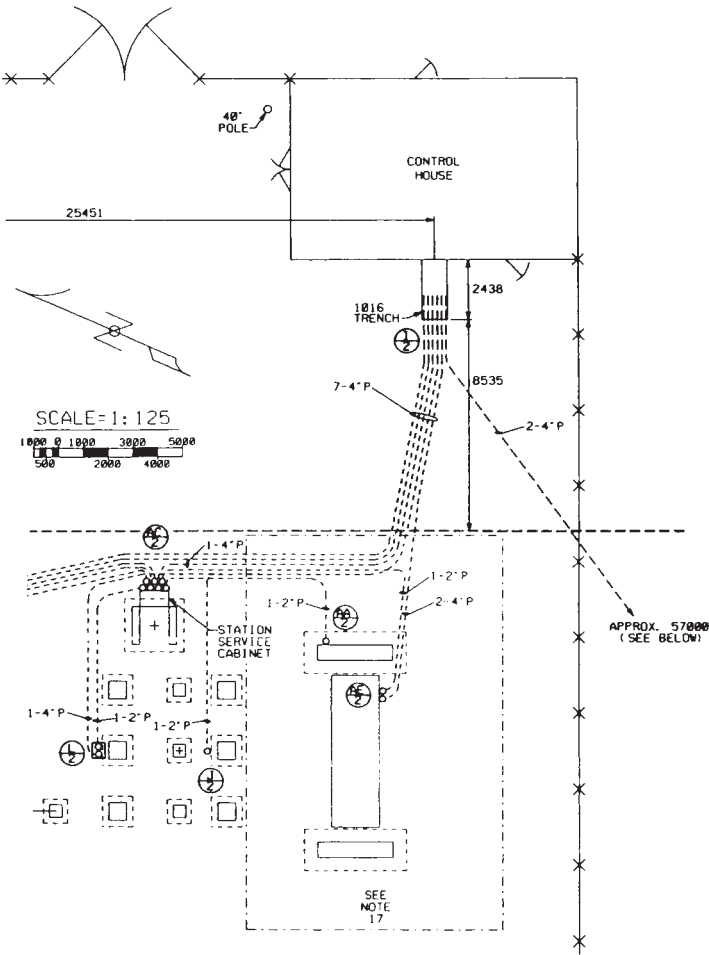 40"
POLE
CONTROL
HOUSE
25451
2438
1016
TRENCH
2
8535
7-4"P
2-4"P
SCALE=1:125
1000 0 1000 3000 5000
500 2000 4000
AC
2
1-4"P
1-2"P
2-4"P
1-2"P
AA
2
APPROX. 57000
(SEE BELOW)
STATION
SERVICE
CABINET
AE
2
1-4"P
1-2"P
1-2"P
L
2
J
2
SEE
NOTE
17